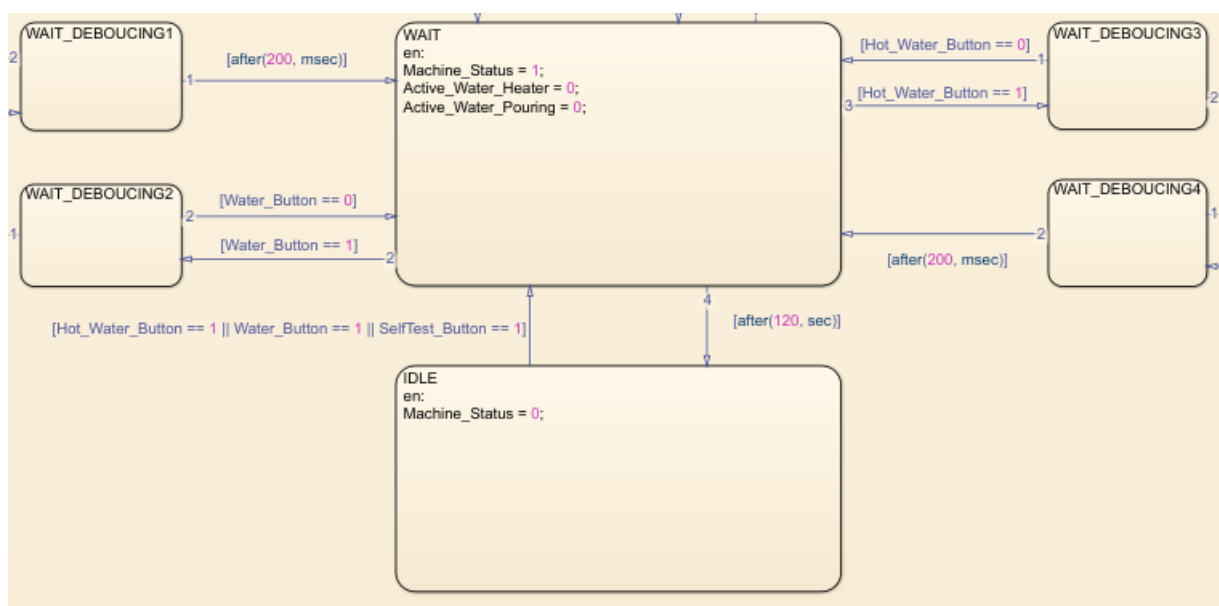 WAIT_DEBOUCING1
2
[after(200, msec)]
1
WAIT
en:
Machine_Status = 1;
Active_Water_Heater = 0;
Active_Water_Pouring = 0;
[Hot_Water_Button == 0]
1
3
[Hot_Water_Button == 1]
WAIT_DEBOUCING3
2
WAIT_DEBOUCING2
1
2
[Water_Button == 0]
[Water_Button == 1]
2
WAIT_DEBOUCING4
1
2
[after(200, msec)]
[Hot_Water_Button == 1 || Water_Button == 1 || SelfTest_Button == 1]
4
[after(120, sec)]
IDLE
en:
Machine_Status = 0;